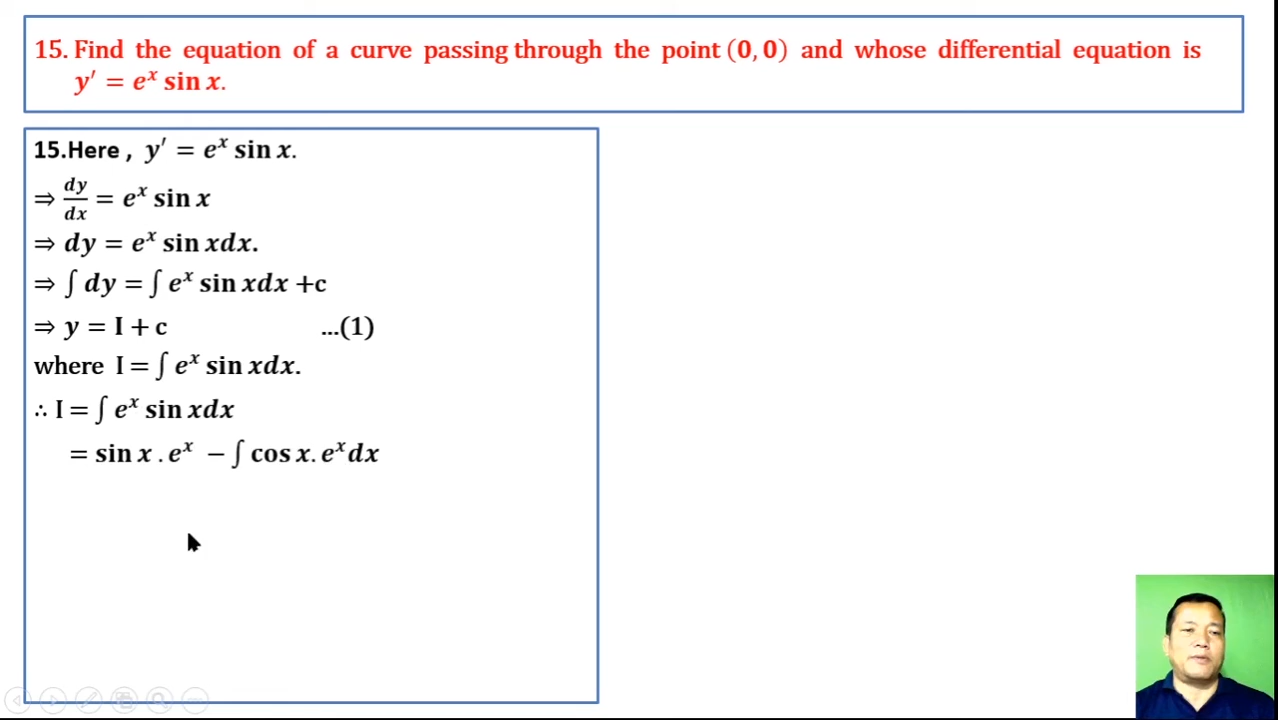 15. Find the equation of a curve passing through the point (0, 0) and whose differential equation is
y′ = eˣ sin x.
15.Here , y′ = eˣ sin x.
⇒ dy/dx = eˣ sin x
⇒ dy = eˣ sin xdx.
⇒ ∫ dy = ∫ eˣ sin xdx +c
⇒ y = I + c ...(1)
where I = ∫ eˣ sin xdx.
∴ I = ∫ eˣ sin xdx
= sin x . eˣ − ∫ cos x. eˣdx